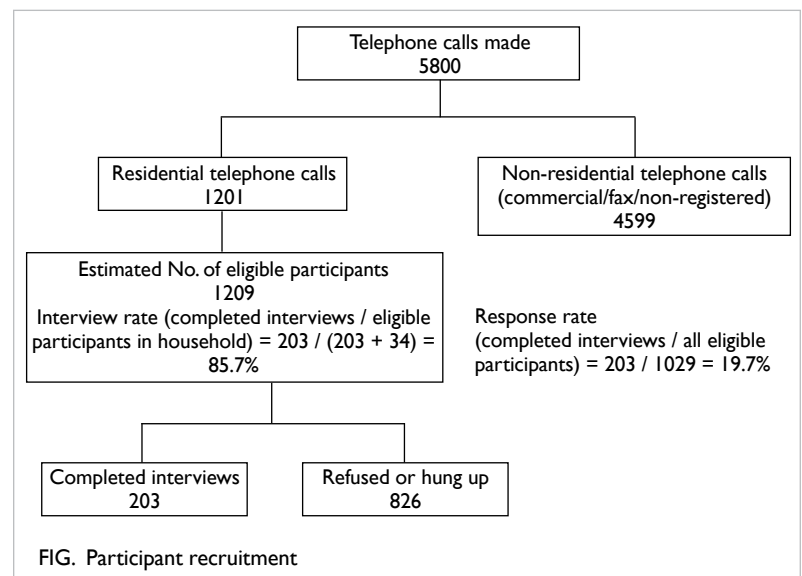 Telephone calls made
5800
Residential telephone calls
1201
Non-residential telephone calls
(commercial/fax/non-registered)
4599
Estimated No. of eligible participants
1209
Interview rate (completed interviews / eligible
participants in household) = 203 / (203 + 34) =
85.7%
Response rate
(completed interviews / all eligible
participants) = 203 / 1029 = 19.7%
Completed interviews
203
Refused or hung up
826
FIG. Participant recruitment